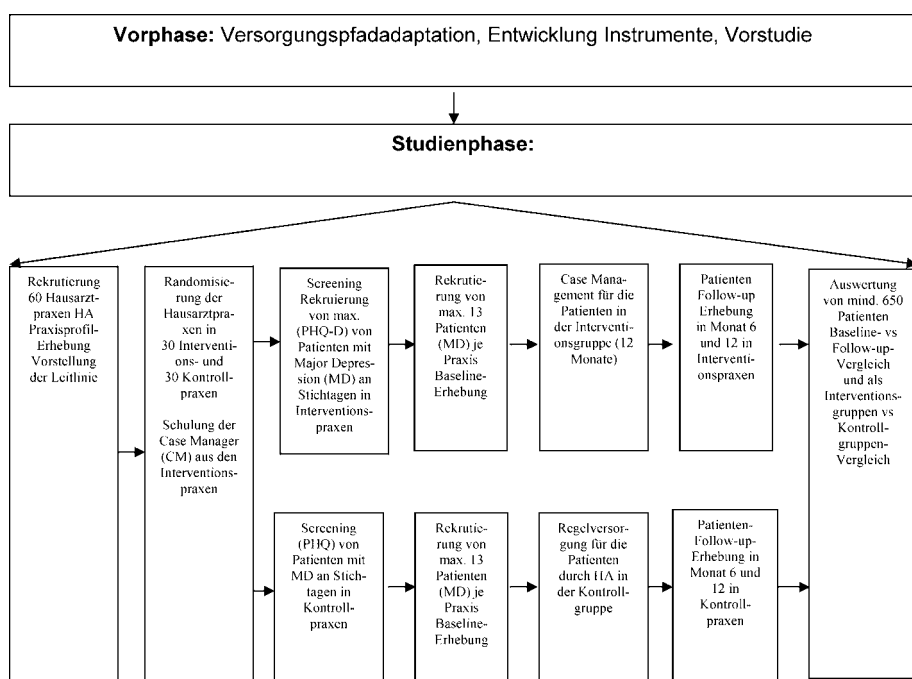 Vorphase: Versorgungspfadadaptation, Entwicklung Instrumente, Vorstudie
Studienphase:
Rekrutierung
60 Hausarzt-
praxen HA
Praxisprofil-
Erhebung
Vorstellung
der Leitlinie
Randomisie-
rung der
Hausarztpra-
xen in
30 Interventi-
ons- und
30 Kontroll-
praxen
Schulung der
Case Manager
(CM) aus den
Interventions-
praxen
Screening
Rekruierung von
max. (PHQ-D) von
Patienten mit
Major Depres-
sion (MD) an
Stichtagen in
Interventions-
praxen
Rekrutie-
rung von
max. 13
Patienten
(MD) je
Praxis
Baseline-
Erhebung
Case Mana-
gement für die
Patienten
in der
Interventi-
onsgruppe (12
Monate)
Patienten
Follow-up
Erhebung
in Monat 6
und 12 in
Interventi-
onspraxen
Auswertung
von mind. 650
Patienten
Baseline- vs
Follow-up-
Vergleich
und als
Interventions-
gruppen vs
Kontroll-
gruppen-
Vergleich
Screening
(PHQ) von
Patienten mit
MD an Stich-
tagen in
Kontroll-
praxen
Rekrutie-
rung von
max. 13
Patienten
(MD) je
Praxis
Baseline-
Erhebung
Regelversor-
gung für die
Patienten
durch HA in
der Kontroll-
gruppe
Patienten-
Follow-up-
Erhebung in
Monat 6 und
12 in
Kontroll-
praxen